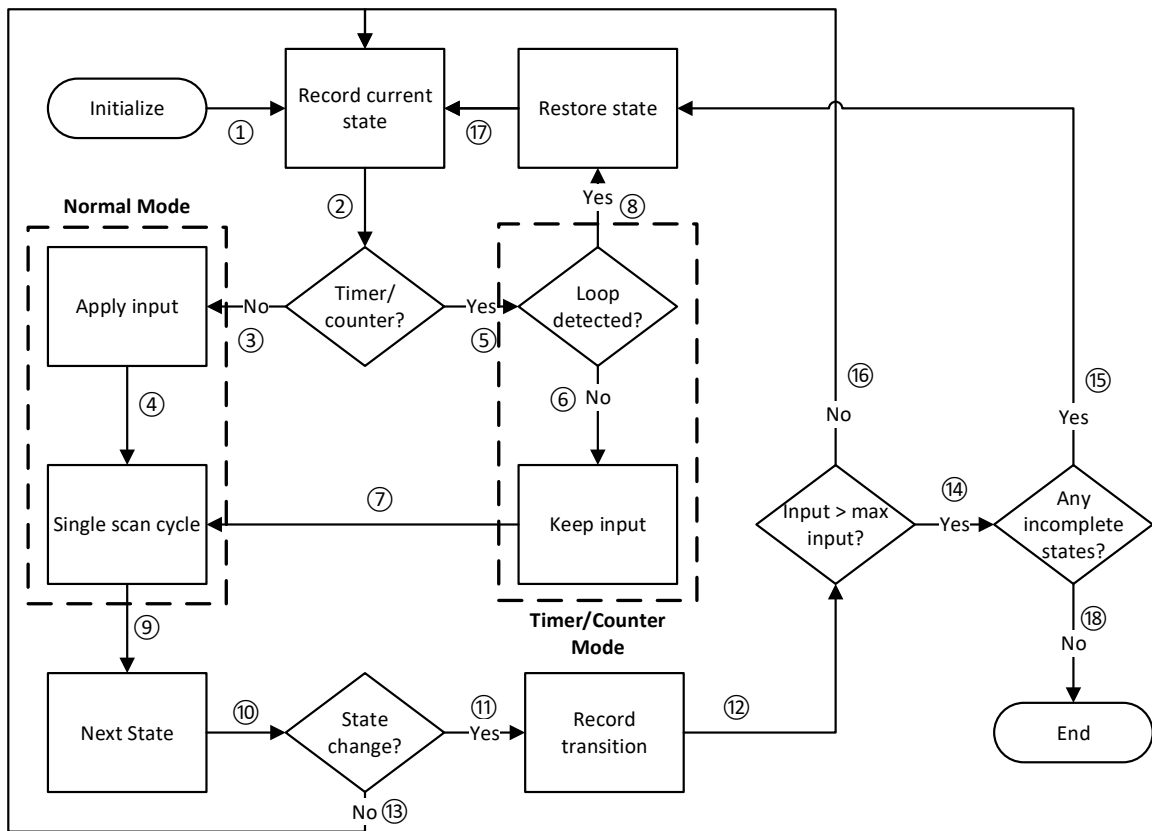 Initialize
①
Record current
state
⑰
Restore state
②
Yes
⑧
Normal Mode
Apply input
No
③
Timer/
counter?
Yes
⑤
Loop
detected?
④
⑥
No
⑯
No
⑮
Yes
Single scan cycle
⑦
Keep input
Input > max
input?
⑭
Yes
Any
incomplete
states?
⑨
Timer/Counter
Mode
⑱
No
Next State
⑩
State
change?
⑪
Yes
Record
transition
⑫
End
No
⑬